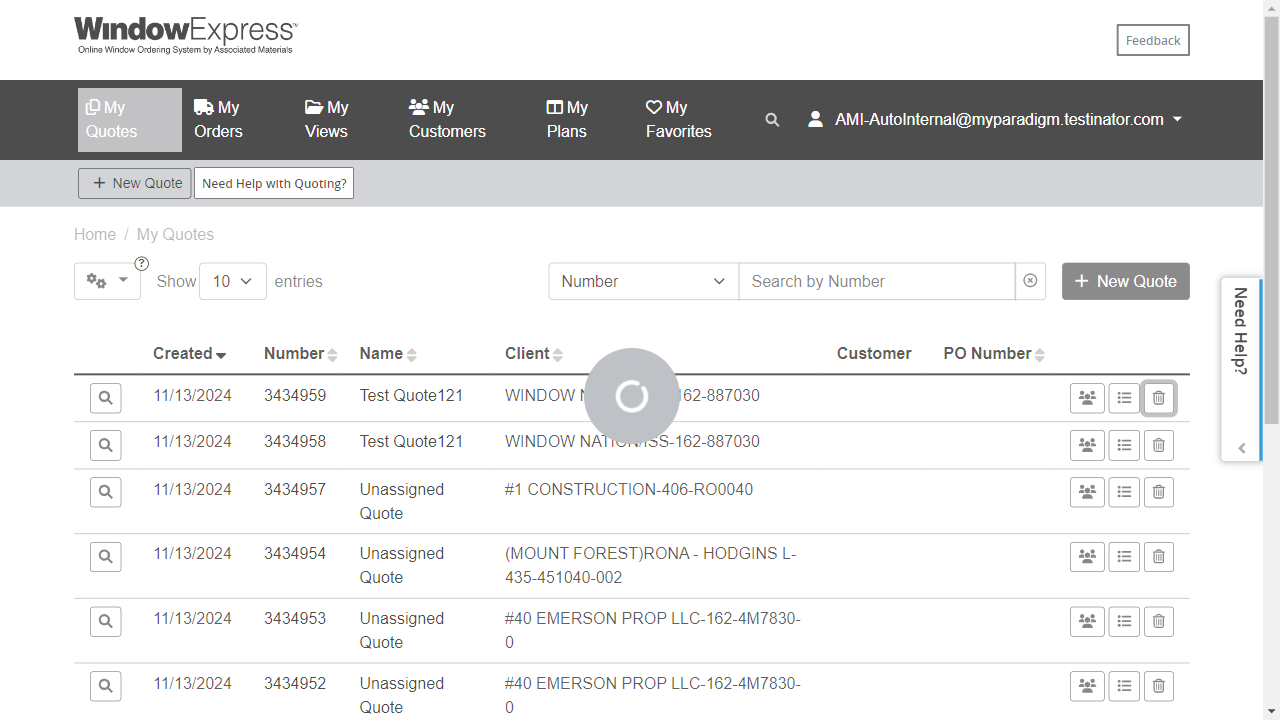 WindowExpress™
Online Window Ordering System by Associated Materials
Feedback
My Quotes
My Orders
My Views
My Customers
My Plans
My Favorites
AMI-AutoInternal@myparadigm.testinator.com
+ New Quote
Need Help with Quoting?
Home / My Quotes
?
Show 10 entries
Number
Search by Number
+ New Quote
Need Help?
Created Number Name Client Customer PO Number
11/13/2024 3434959 Test Quote121 WINDOW 162-887030
11/13/2024 3434958 Test Quote121 WINDOW NATION/ISS-162-887030
11/13/2024 3434957 Unassigned Quote #1 CONSTRUCTION-406-RO0040
11/13/2024 3434954 Unassigned Quote (MOUNT FOREST)RONA - HODGINS L-435-451040-002
11/13/2024 3434953 Unassigned Quote #40 EMERSON PROP LLC-162-4M7830-0
11/13/2024 3434952 Unassigned Quote #40 EMERSON PROP LLC-162-4M7830-0